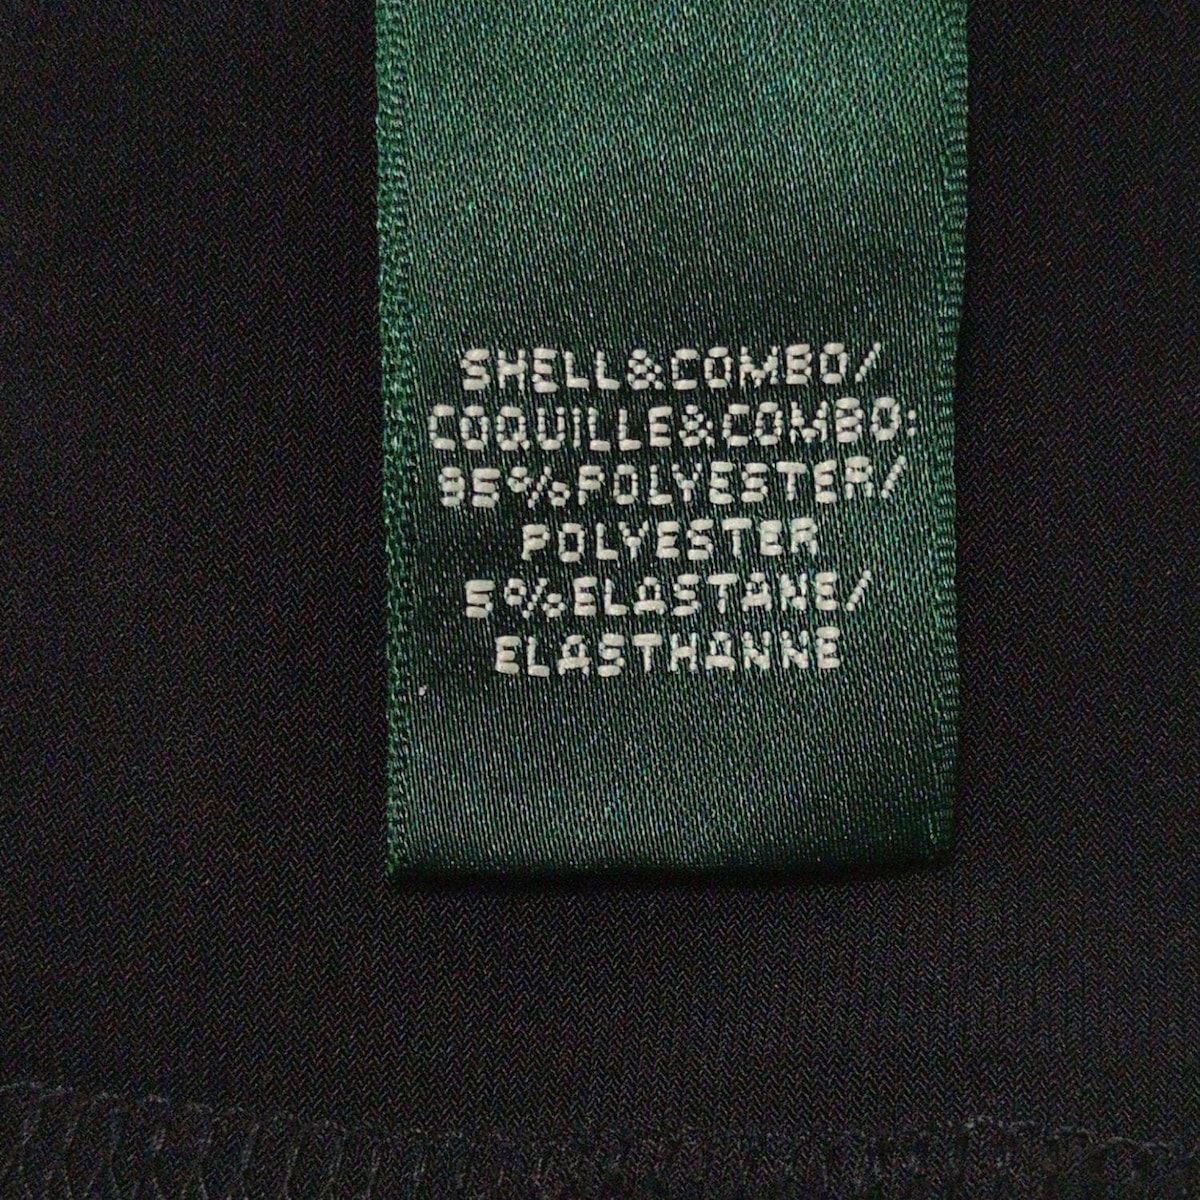 SHELL&COMBO/
COQUILLE&COMBO:
95%POLYESTER/
POLYESTER
5%ELASTANE/
ELASTHANNE